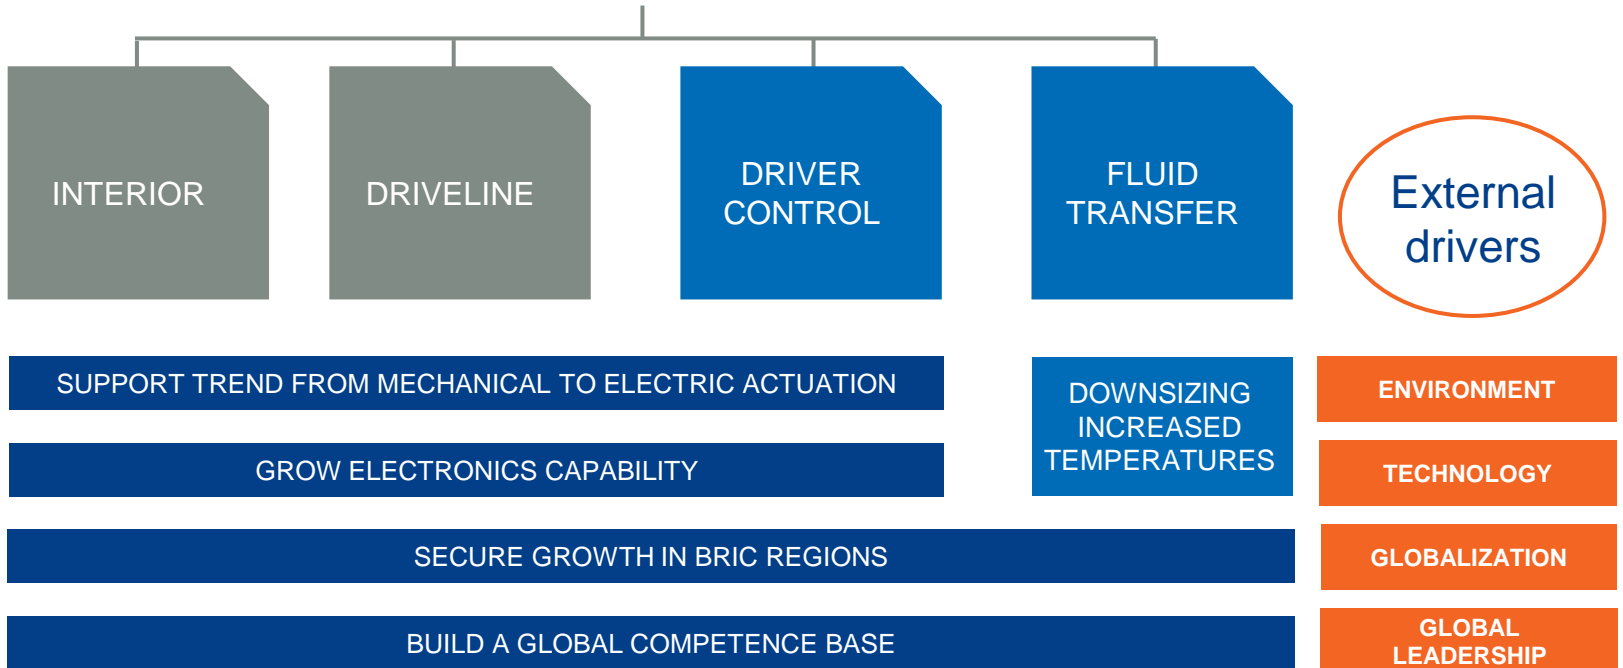 INTERIOR
DRIVELINE
DRIVER
CONTROL
FLUID
TRANSFER
External
drivers
SUPPORT TREND FROM MECHANICAL TO ELECTRIC ACTUATION
DOWNSIZING
INCREASED
TEMPERATURES
ENVIRONMENT
GROW ELECTRONICS CAPABILITY
TECHNOLOGY
SECURE GROWTH IN BRIC REGIONS
GLOBALIZATION
BUILD A GLOBAL COMPETENCE BASE
GLOBAL
LEADERSHIP